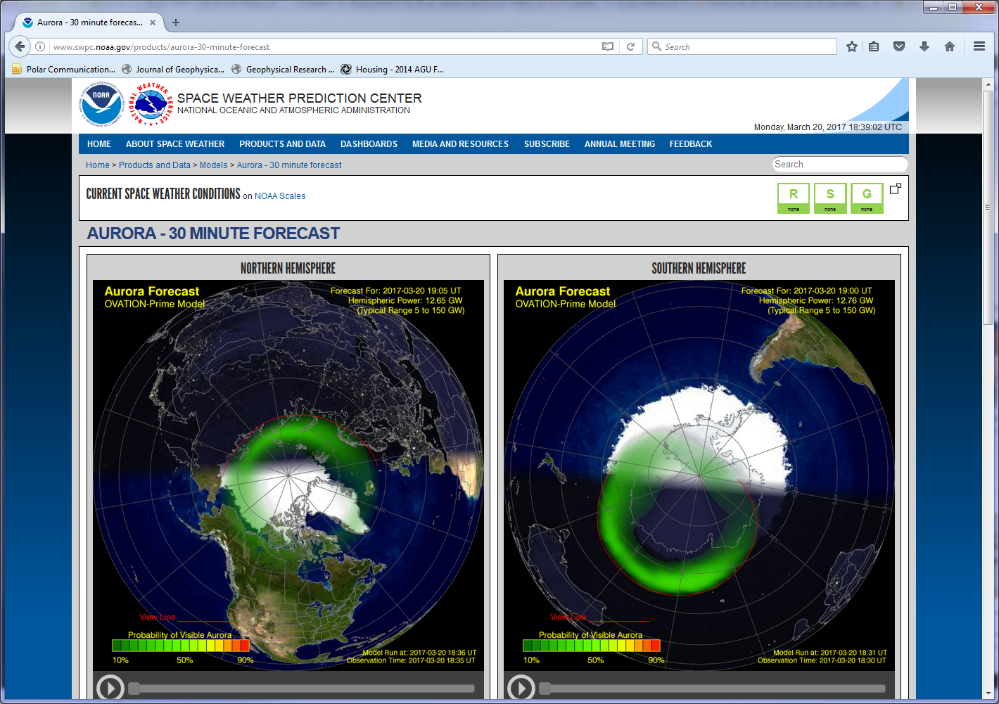 Aurora - 30 minute forecas...
www.swpc.noaa.gov/products/aurora-30-minute-forecast
Search
Polar Communication...
Journal of Geophysica...
Geophysical Research ...
Housing - 2014 AGU F...
NOAA
NATIONAL WEATHER SERVICE
SPACE WEATHER PREDICTION CENTER
NATIONAL OCEANIC AND ATMOSPHERIC ADMINISTRATION
Monday, March 20, 2017 18:39:02 UTC
HOME ABOUT SPACE WEATHER PRODUCTS AND DATA DASHBOARDS MEDIA AND RESOURCES SUBSCRIBE ANNUAL MEETING FEEDBACK
Home > Products and Data > Models > Aurora - 30 minute forecast
Search
CURRENT SPACE WEATHER CONDITIONS on NOAA Scales
R S G
none none none
AURORA - 30 MINUTE FORECAST
NORTHERN HEMISPHERE
Aurora Forecast
OVATION-Prime Model
Forecast For: 2017-03-20 19:05 UT
Hemispheric Power: 12.65 GW
(Typical Range 5 to 150 GW)
View Line
Probability of Visible Aurora
10% 50% 90%
Model Run at: 2017-03-20 18:36 UT
Observation Time: 2017-03-20 18:35 UT
SOUTHERN HEMISPHERE
Aurora Forecast
OVATION-Prime Model
Forecast For: 2017-03-20 19:00 UT
Hemispheric Power: 12.76 GW
(Typical Range 5 to 150 GW)
View Line
Probability of Visible Aurora
10% 50% 90%
Model Run at: 2017-03-20 18:31 UT
Observation Time: 2017-03-20 18:30 UT